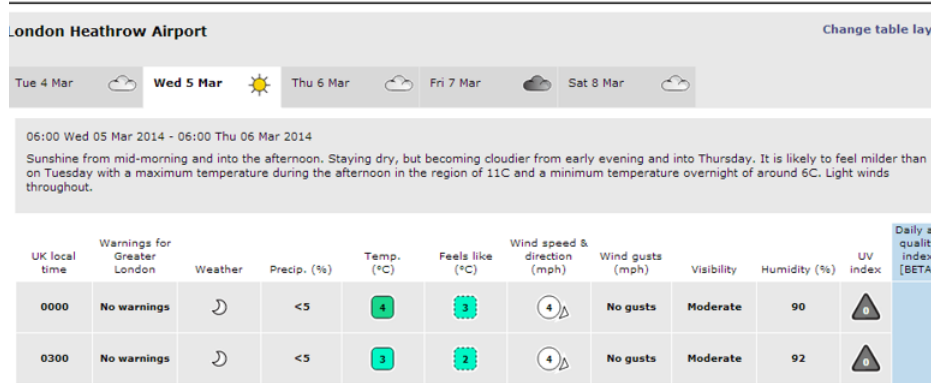 London Heathrow Airport
Change table lay
Tue 4 Mar
Wed 5 Mar
Thu 6 Mar
Fri 7 Mar
Sat 8 Mar
06:00 Wed 05 Mar 2014 - 06:00 Thu 06 Mar 2014
Sunshine from mid-morning and into the afternoon. Staying dry, but becoming cloudier from early evening and into Thursday. It is likely to feel milder than
on Tuesday with a maximum temperature during the afternoon in the region of 11C and a minimum temperature overnight of around 6C. Light winds
throughout.
UK local
time
Warnings for
Greater
London
Weather
Precip. (%)
Temp.
(°C)
Feels like
(°C)
Wind speed &
direction
(mph)
Wind gusts
(mph)
Visibility
Humidity (%)
UV
index
Daily a
qualit
index
[BETA
0000
No warnings
<5
4
3
4
No gusts
Moderate
90
0
0300
No warnings
<5
3
2
4
No gusts
Moderate
92
0